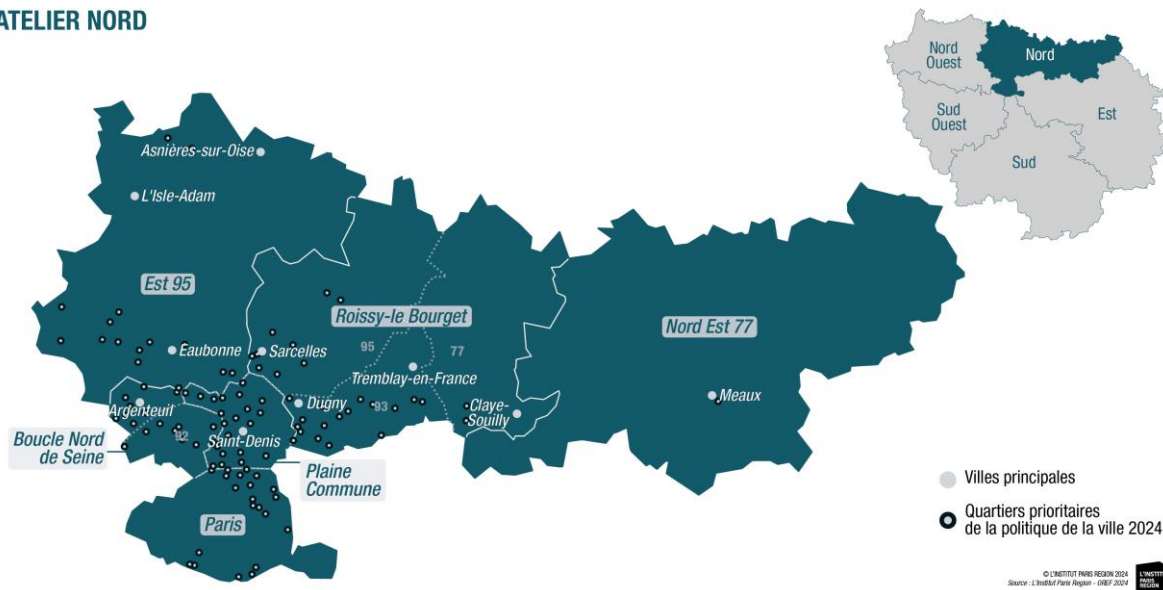 ATELIER NORD
Nord
Ouest
Nord
Sud
Ouest
Est
Sud
Asnières-sur-Oise
L'Isle-Adam
Est 95
Roissy-le Bourget
Nord Est 77
95
77
Eaubonne
Sarcelles
Tremblay-en-France
Meaux
Argenteuil
Dugny
93
Claye-
Souilly
92
Saint-Denis
Boucle Nord
de Seine
Plaine
Commune
Paris
Villes principales
Quartiers prioritaires
de la politique de la ville 2024
© L'INSTITUT PARIS REGION 2024
Source : L'Institut Paris Region - OREF 2024
L'INSTITUT
PARIS
REGION